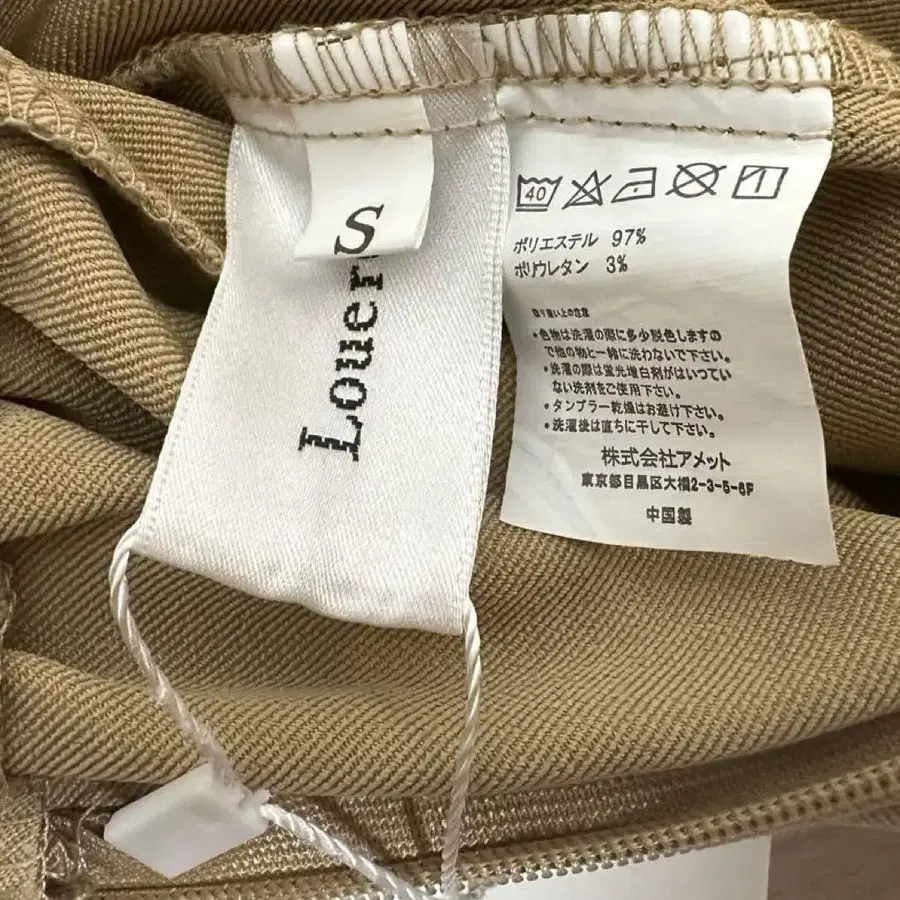 S
Louer
40
ポリエステル 97%
ポリウレタン 3%
取り扱い上の注意
・色物は洗濯の際に多少脱色しますの
で他の物と一緒に洗わないで下さい。
・洗濯の際は蛍光増白剤がはいってい
ない洗剤をご使用下さい。
・タンブラー乾燥はお避け下さい。
・洗濯後は直ちに干して下さい。
株式会社アメット
東京都目黒区大橋2-3-5-6F
中国製